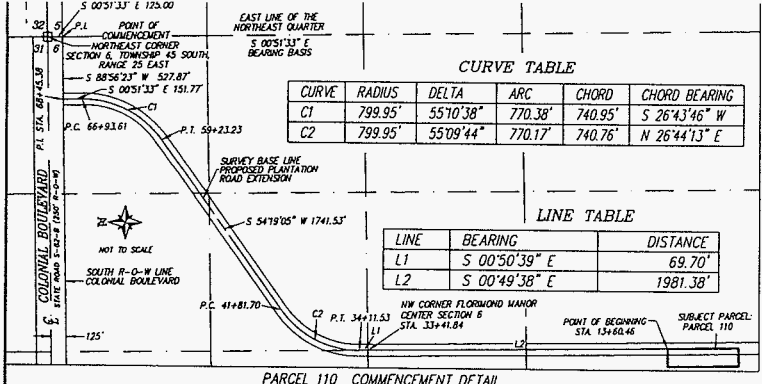 S 00°51'33" E 125.00
32 5
P.I.
31 6
POINT OF
COMMENCEMENT
NORTHEAST CORNER
SECTION 6, TOWNSHIP 45 SOUTH,
RANGE 25 EAST
S 88°56'23" W 527.87'
S 00°51'33" E 151.77'
EAST LINE OF THE
NORTHEAST QUARTER
S 00°51'33" E
BEARING BASIS
CURVE TABLE
CURVE RADIUS DELTA ARC CHORD CHORD BEARING
C1 799.95' 55°10'38" 770.38' 740.95' S 26°43'46" W
C2 799.95' 55°09'44" 770.17' 740.76' N 26°44'13" E
P.I. STA. 68+45.38
C1
P.C. 66+93.61
P.T. 59+23.23
SURVEY BASE LINE
PROPOSED PLANTATION
ROAD EXTENSION
S 54°19'05" W 1741.53'
N
NOT TO SCALE
COLONIAL BOULEVARD
STATE ROAD S-82-B (250' R-O-W)
SOUTH R-O-W LINE
COLONIAL BOULEVARD
LINE TABLE
LINE BEARING DISTANCE
L1 S 00°50'39" E 69.70'
L2 S 00°49'38" E 1981.38'
P.C. 41+81.70
C2
P.T. 34+11.53
L1
NW CORNER FLORIMOND MANOR
CENTER SECTION 6
STA. 33+41.84
L2
POINT OF BEGINNING
STA. 13+60.46
SUBJECT PARCEL:
PARCEL 110
125'
PARCEL 110 COMMENCEMENT DETAIL